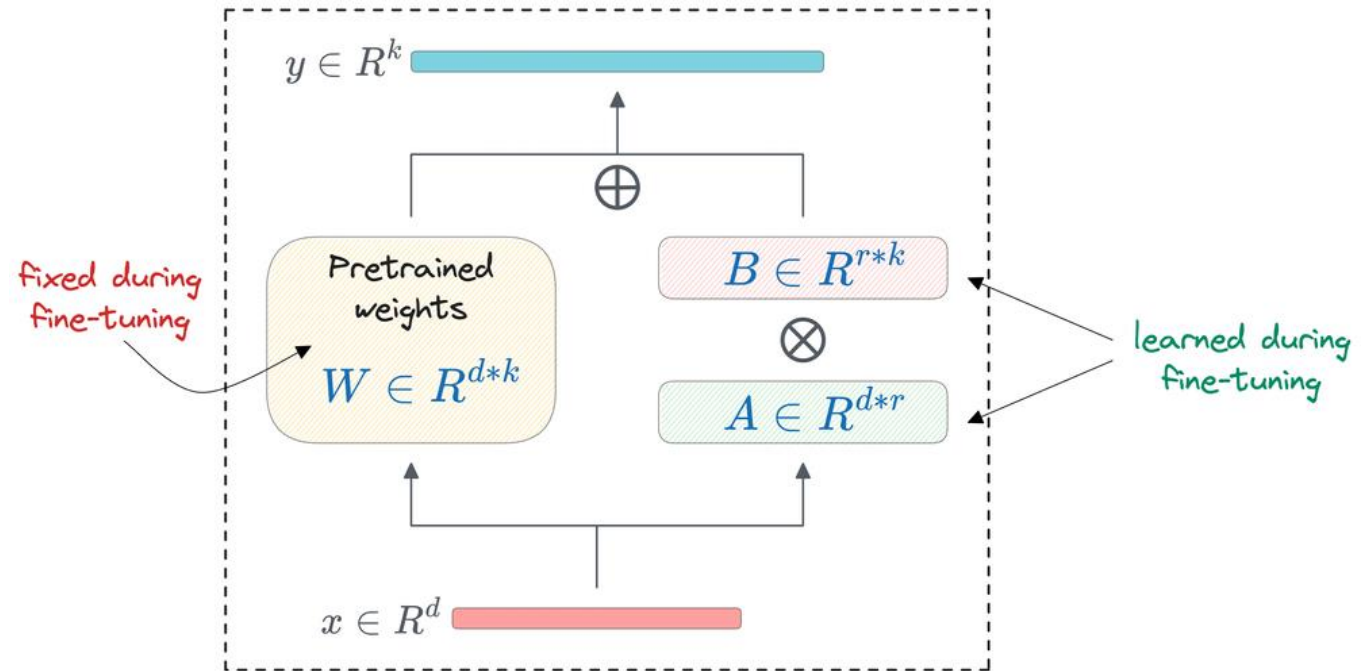 y ∈ R^k
⊕
Pretrained
weights
W ∈ R^{d*k}
B ∈ R^{r*k}
⊗
A ∈ R^{d*r}
fixed during
fine-tuning
learned during
fine-tuning
x ∈ R^d